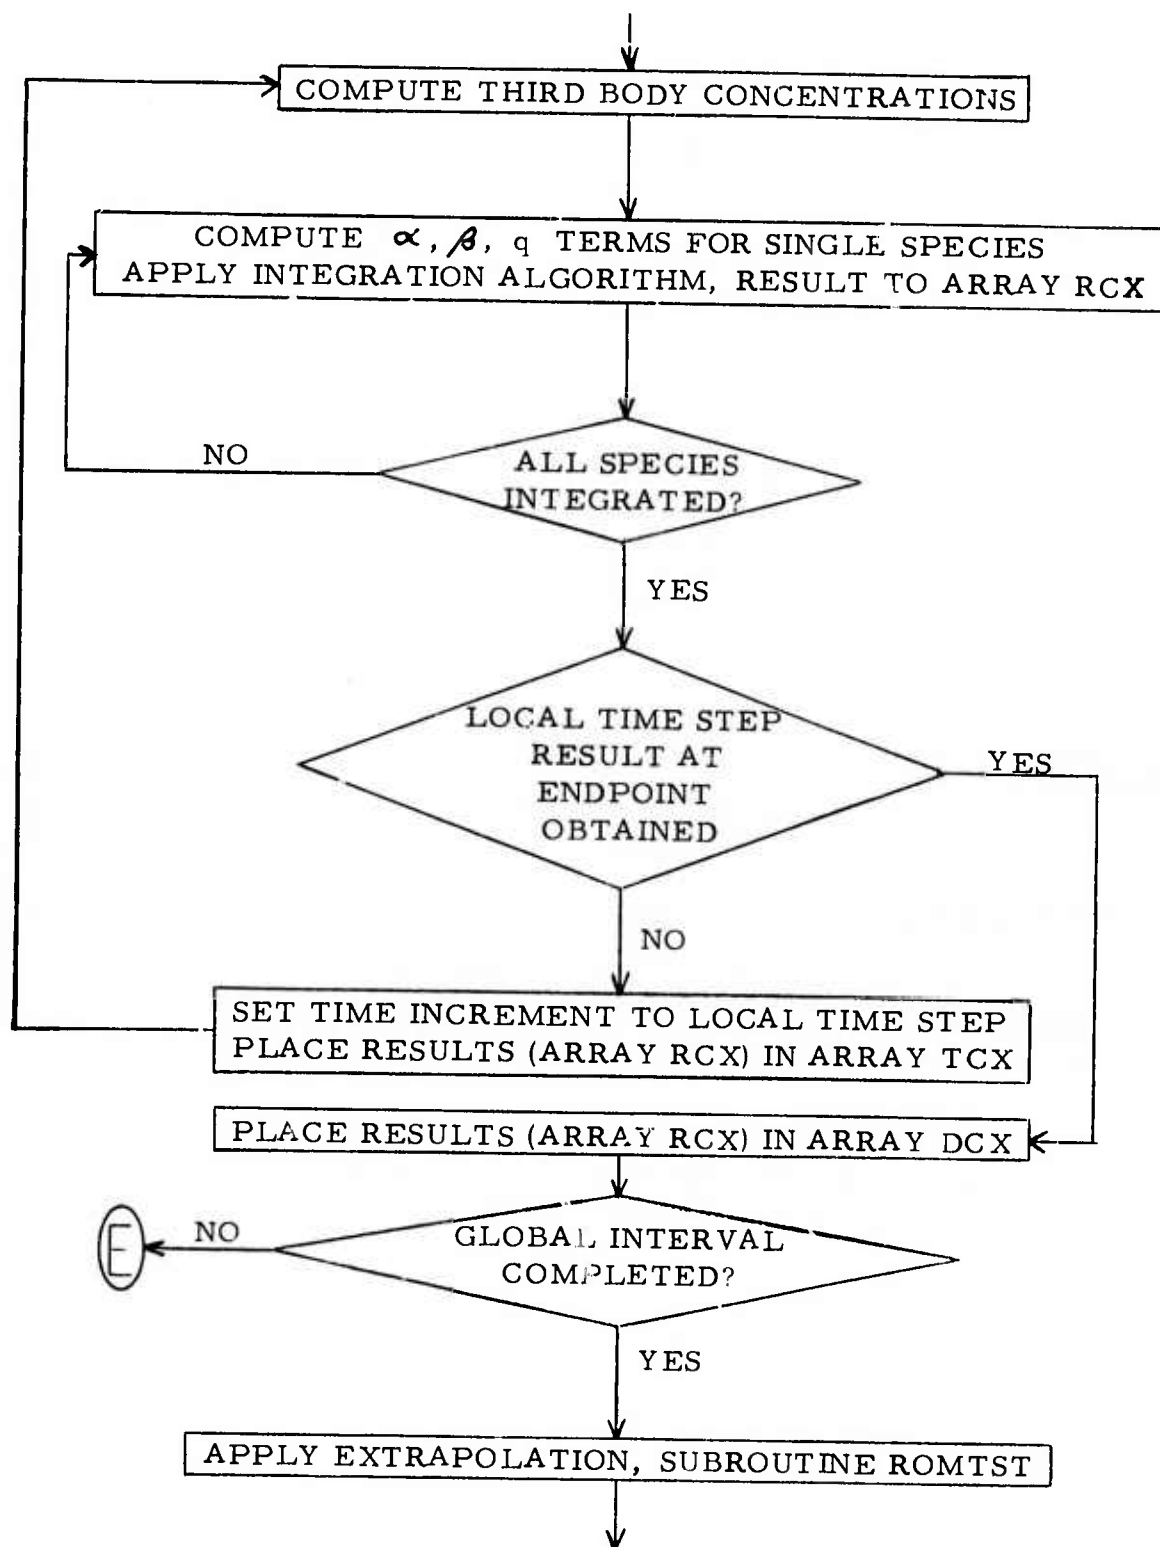 COMPUTE THIRD BODY CONCENTRATIONS
COMPUTE α, β, q TERMS FOR SINGLE SPECIES
APPLY INTEGRATION ALGORITHM, RESULT TO ARRAY RCX
NO
ALL SPECIES
INTEGRATED?
YES
LOCAL TIME STEP
RESULT AT
ENDPOINT
OBTAINED
YES
NO
SET TIME INCREMENT TO LOCAL TIME STEP
PLACE RESULTS (ARRAY RCX) IN ARRAY TCX
PLACE RESULTS (ARRAY RCX) IN ARRAY DCX
E
NO
GLOBAL INTERVAL
COMPLETED?
YES
APPLY EXTRAPOLATION, SUBROUTINE ROMTST